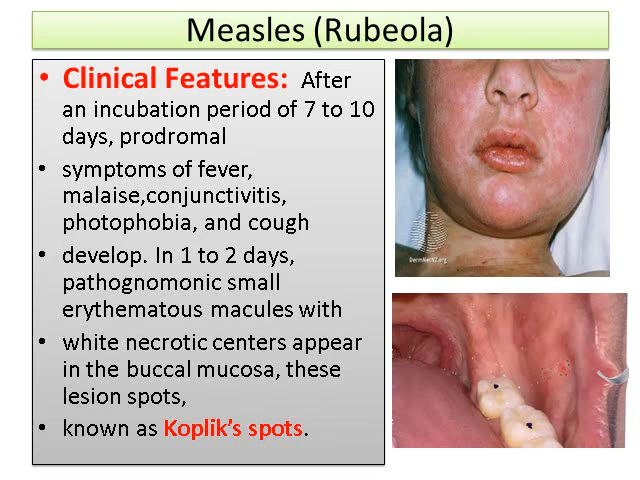 Measles (Rubeola)
• Clinical Features: After
an incubation period of 7 to 10
days, prodromal
• symptoms of fever,
malaise,conjunctivitis,
photophobia, and cough
• develop. In 1 to 2 days,
pathognomonic small
erythematous macules with
• white necrotic centers appear
in the buccal mucosa, these
lesion spots,
• known as Koplik’s spots.
DermNetNZ.org